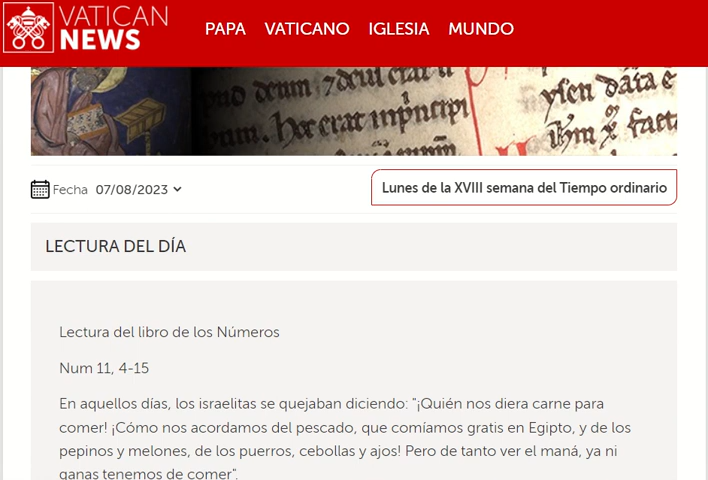 VATICAN
NEWS
PAPA VATICANO IGLESIA MUNDO
Fecha 07/08/2023
Lunes de la XVIII semana del Tiempo ordinario
LECTURA DEL DÍA
Lectura del libro de los Números
Num 11, 4-15
En aquellos días, los israelitas se quejaban diciendo: "¡Quién nos diera carne para
comer! ¡Cómo nos acordamos del pescado, que comíamos gratis en Egipto, y de los
pepinos y melones, de los puerros, cebollas y ajos! Pero de tanto ver el maná, ya ni
ganas tenemos de comer".